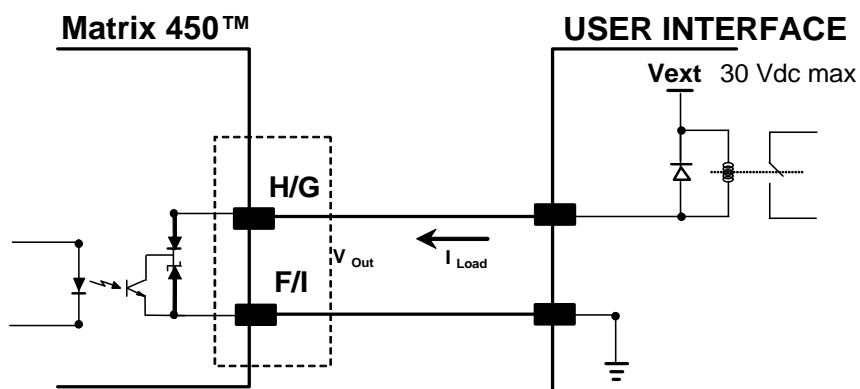 Matrix 450™
USER INTERFACE
Vext 30 Vdc max
H/G
V Out
I Load
F/I